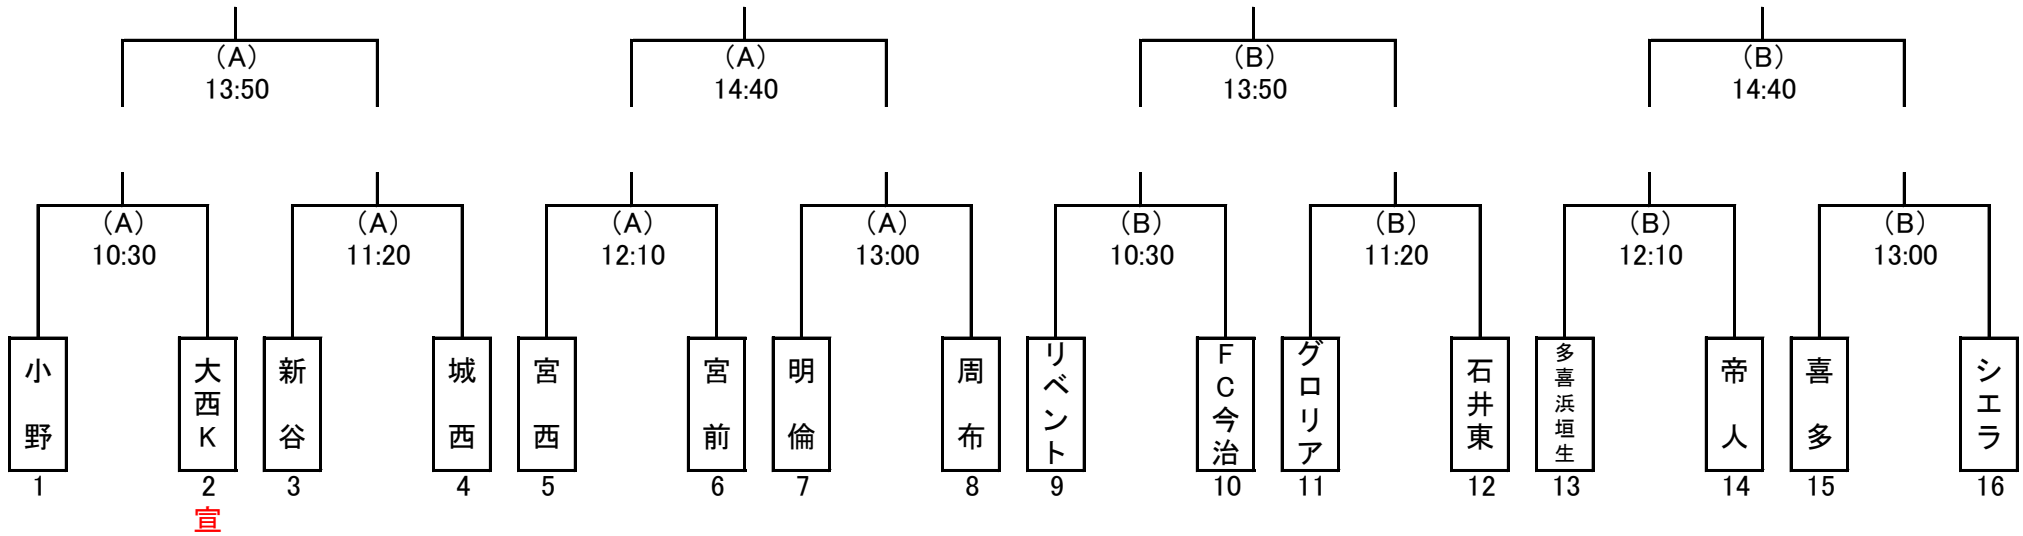 (A) (A) (B) (B)
13:50 14:40 13:50 14:40
(A) (A) (A) (A) (B) (B) (B) (B)
10:30 11:20 12:10 13:00 10:30 11:20 12:10 13:00
小野 大西K 新谷 城西 宮西 宮前 明倫 周布 リベント FC今治 グロリア 石井東 多喜浜垣生 帝人 喜多 シエラ
1 2 3 4 5 6 7 8 9 10 11 12 13 14 15 16
宣